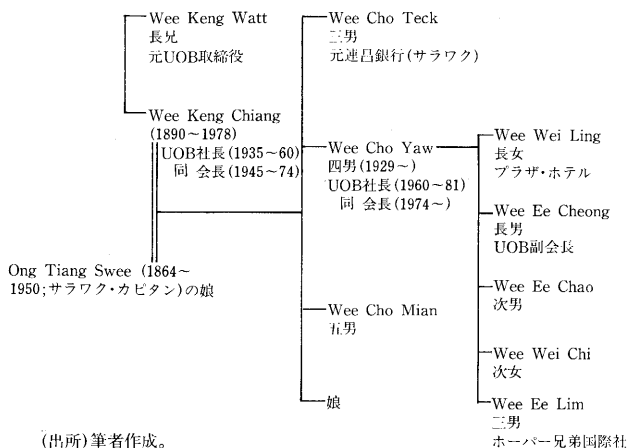 Wee Keng Watt
長兄
元UOB取締役
Wee Keng Chiang
(1890～1978)
UOB社長(1935～60)
同 会長(1945～74)
Ong Tiang Swee (1864～
1950;サラワク・カピタン)の娘
Wee Cho Teck
三男
元連昌銀行(サラワク)
Wee Cho Yaw
四男(1929～)
UOB社長(1960～81)
同 会長(1974～)
Wee Cho Mian
五男
娘
Wee Wei Ling
長女
プラザ・ホテル
Wee Ee Cheong
長男
UOB副会長
Wee Ee Chao
次男
Wee Wei Chi
次女
Wee Ee Lim
三男
ホーパー兄弟国際社
(出所)筆者作成。